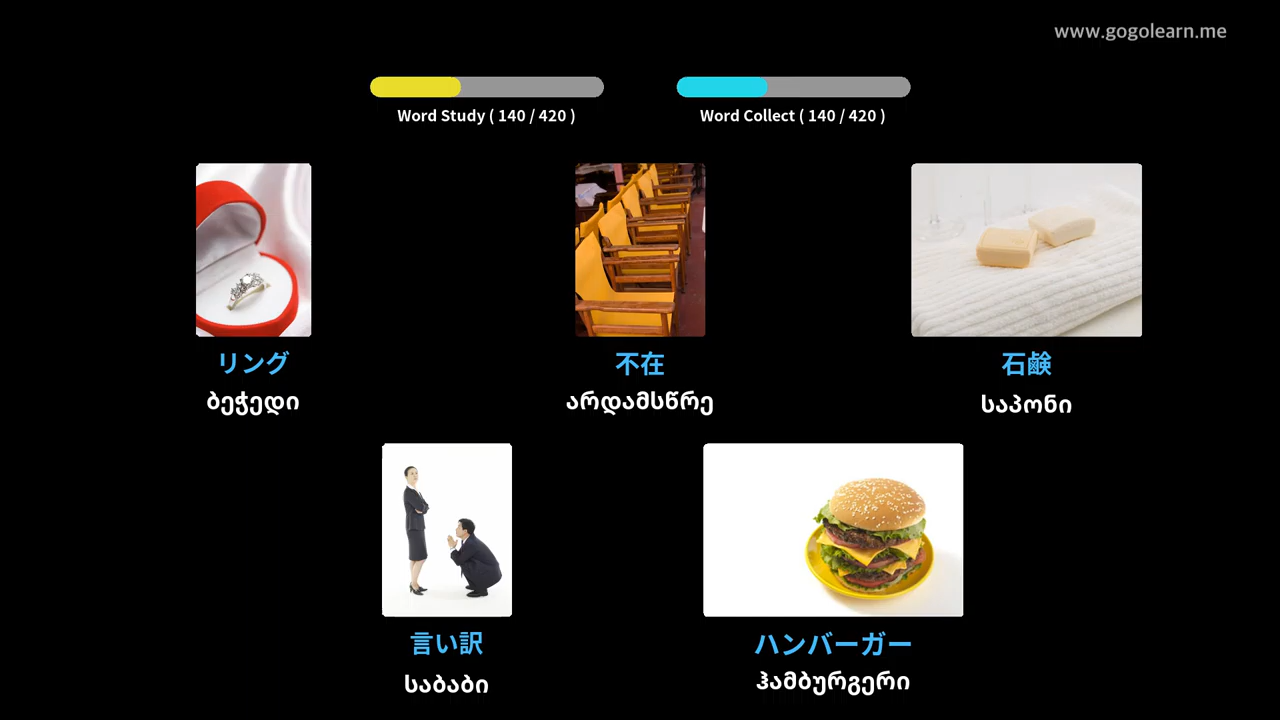 www.gogolearn.me
Word Study ( 140 / 420 )
Word Collect ( 140 / 420 )
リング
ბეჭედი
不在
არდამსწრე
石鹸
საპონი
言い訳
საბაბი
ハンバーガー
ჰამბურგერი